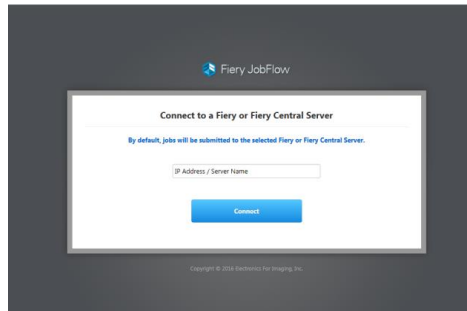 Fiery JobFlow
Connect to a Fiery or Fiery Central Server
By default, jobs will be submitted to the selected Fiery or Fiery Central Server.
IP Address / Server Name
Connect
Copyright © 2016 Electronics For Imaging, Inc.